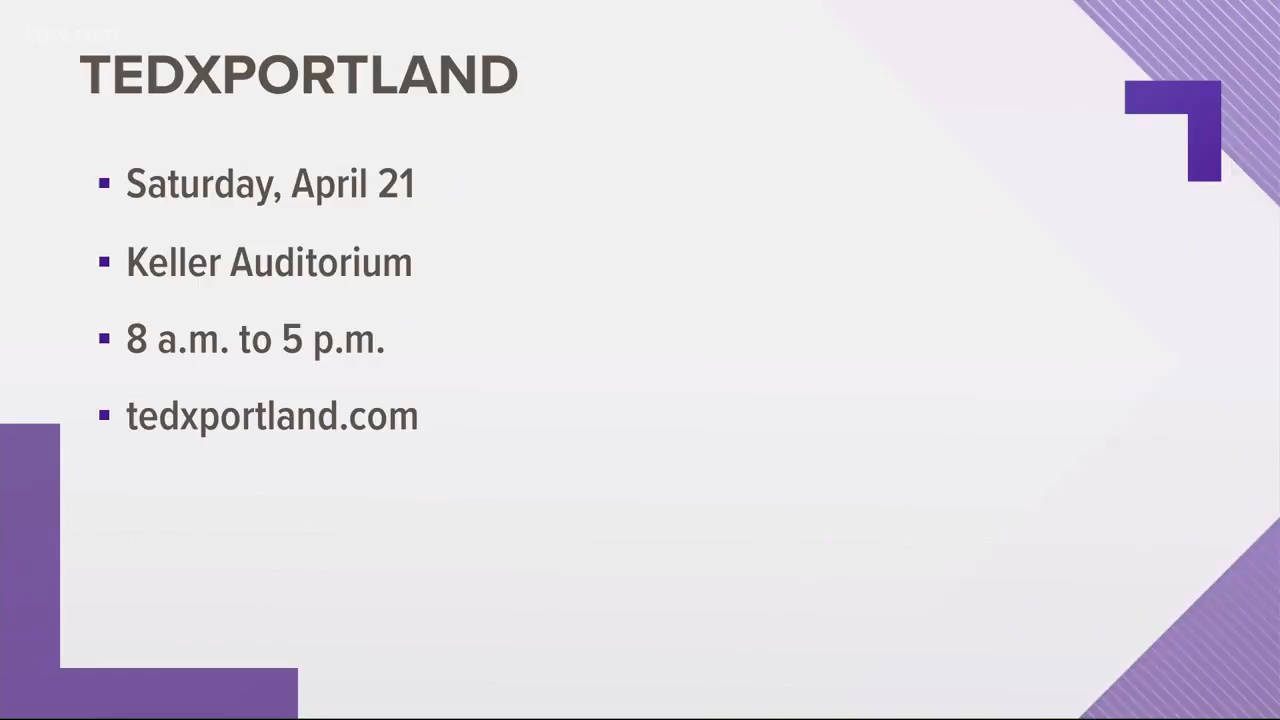 TEDXPORTLAND
▪ Saturday, April 21
▪ Keller Auditorium
▪ 8 a.m. to 5 p.m.
▪ tedxportland.com